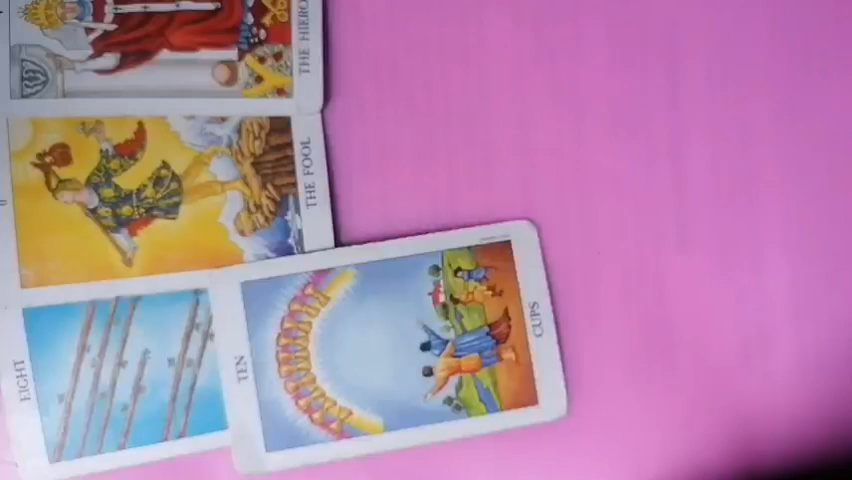 THE HIERO
THE FOOL
EIGHT
TEN
CUPS